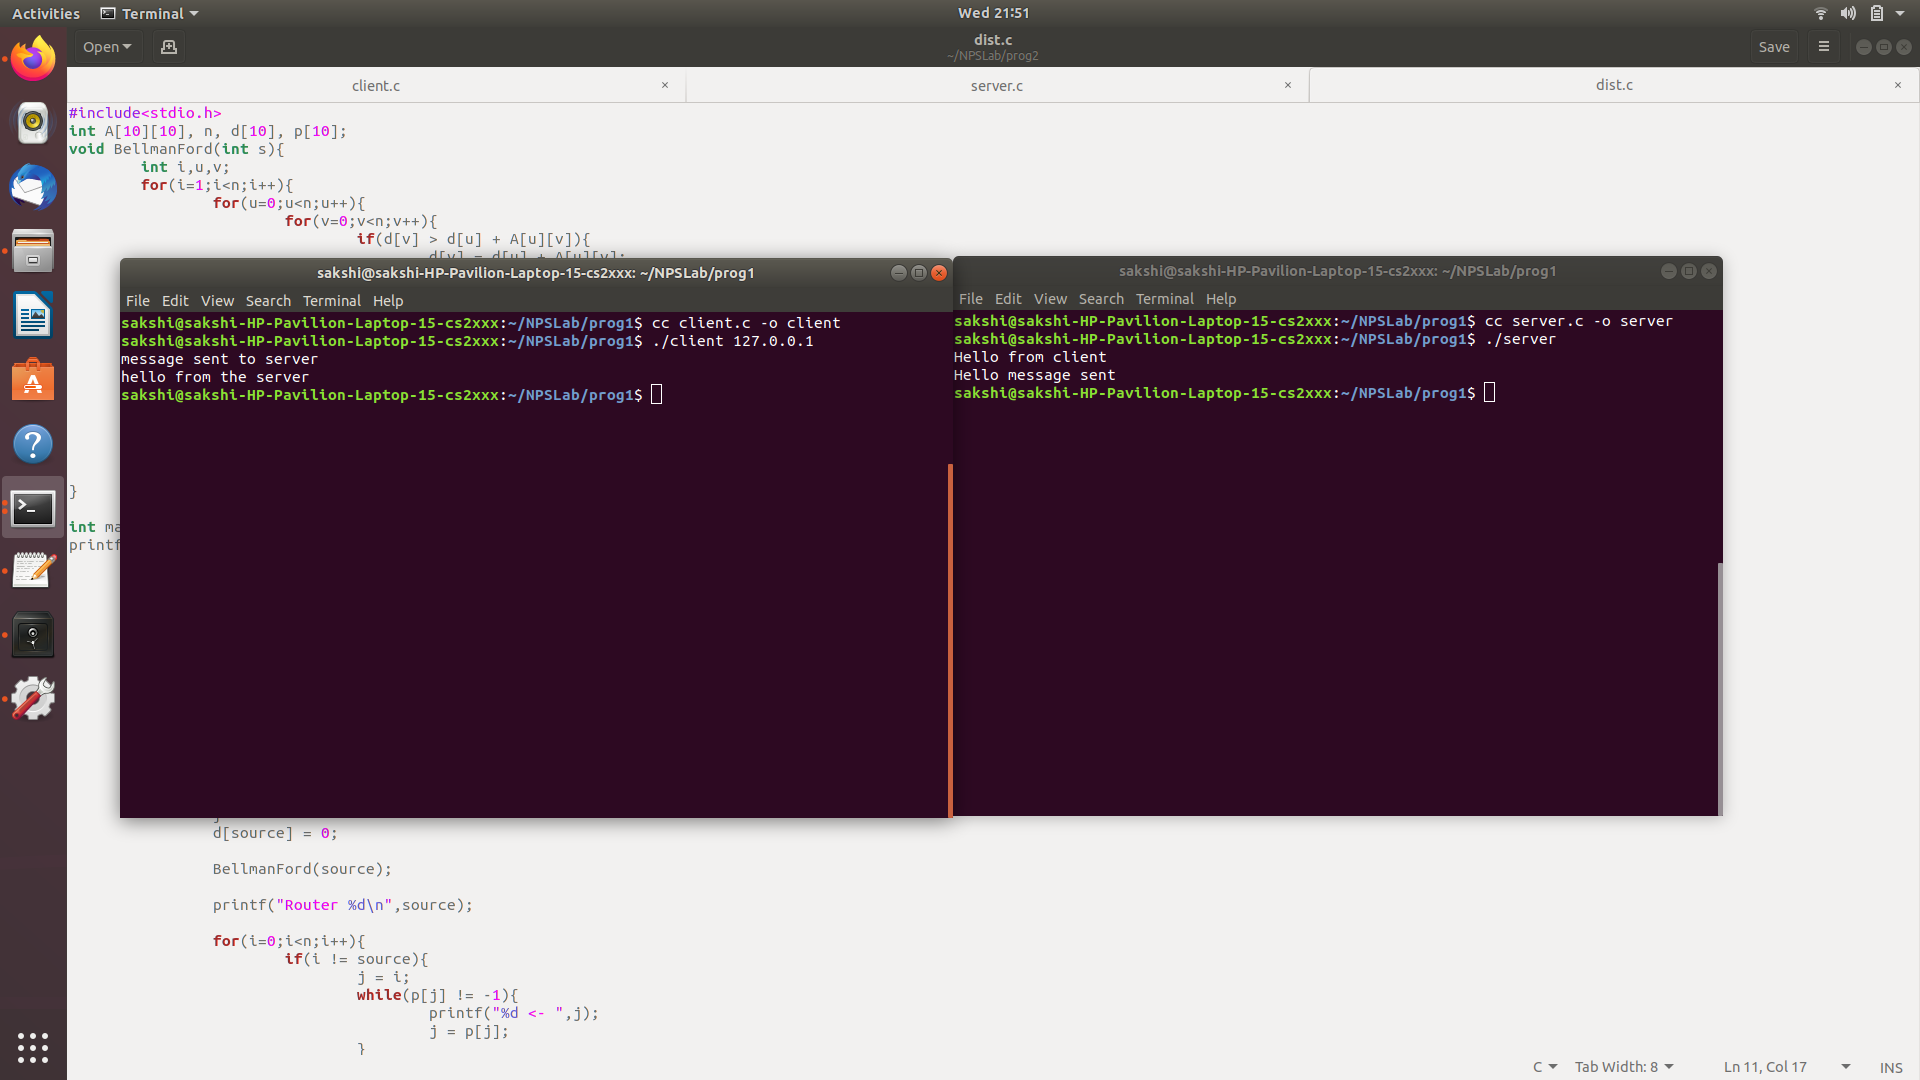 Activities Terminal Wed 21:51
Open dist.c Save
~/NPSLab/prog2
client.c × server.c × dist.c ×
#include<stdio.h>
int A[10][10], n, d[10], p[10];
void BellmanFord(int s){
int i,u,v;
for(i=1;i<n;i++){
for(u=0;u<n;u++){
for(v=0;v<n;v++){
if(d[v] > d[u] + A[u][v]){
d[v] = d[u] + A[u][v];
sakshi@sakshi-HP-Pavilion-Laptop-15-cs2xxx: ~/NPSLab/prog1
File Edit View Search Terminal Help
sakshi@sakshi-HP-Pavilion-Laptop-15-cs2xxx:~/NPSLab/prog1$ cc client.c -o client
sakshi@sakshi-HP-Pavilion-Laptop-15-cs2xxx:~/NPSLab/prog1$ ./client 127.0.0.1
message sent to server
hello from the server
sakshi@sakshi-HP-Pavilion-Laptop-15-cs2xxx:~/NPSLab/prog1$
sakshi@sakshi-HP-Pavilion-Laptop-15-cs2xxx: ~/NPSLab/prog1
File Edit View Search Terminal Help
sakshi@sakshi-HP-Pavilion-Laptop-15-cs2xxx:~/NPSLab/prog1$ cc server.c -o server
sakshi@sakshi-HP-Pavilion-Laptop-15-cs2xxx:~/NPSLab/prog1$ ./server
Hello from client
Hello message sent
sakshi@sakshi-HP-Pavilion-Laptop-15-cs2xxx:~/NPSLab/prog1$
}
int ma
printf
d[source] = 0;
BellmanFord(source);
printf("Router %d\n",source);
for(i=0;i<n;i++){
if(i != source){
j = i;
while(p[j] != -1){
printf("%d <- ",j);
j = p[j];
}
C Tab Width: 8 Ln 11, Col 17 INS